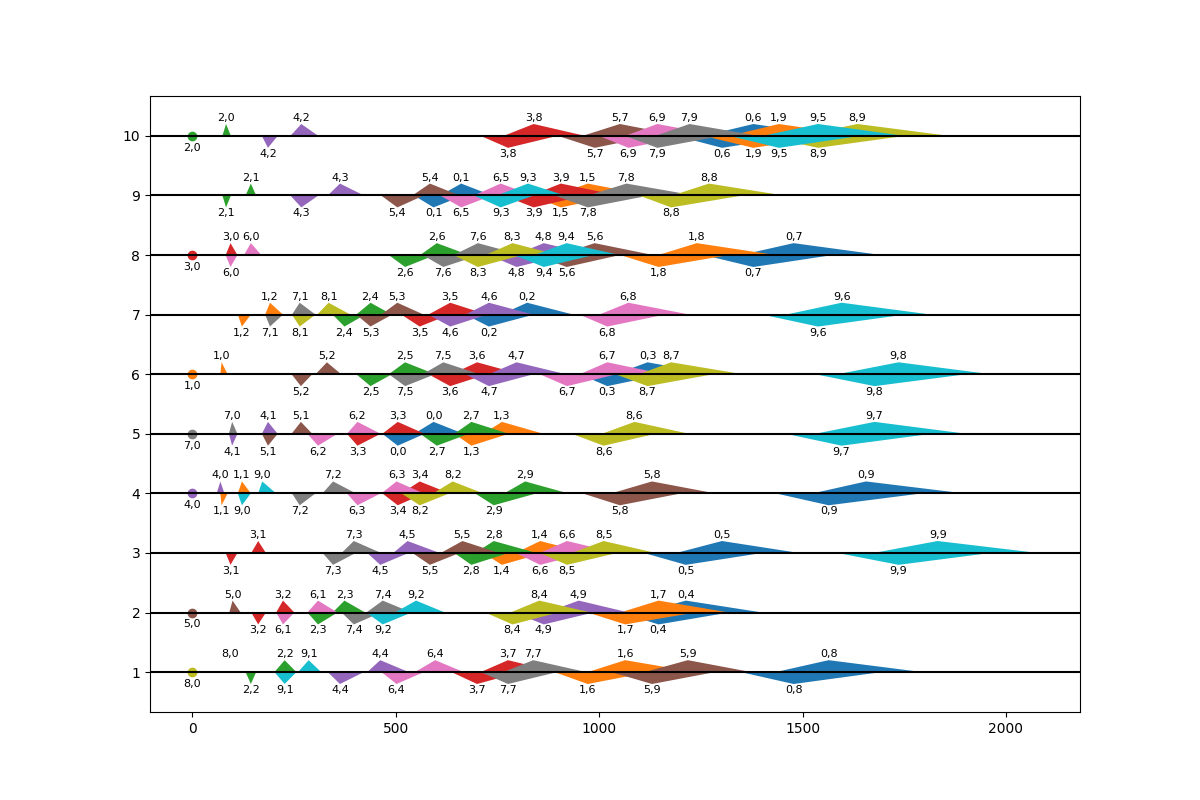 2,0 4,2 3,8 5,7 6,9 7,9 0,6 1,9 9,5 8,9
10
2,0 4,2 3,8 5,7 6,9 7,9 0,6 1,9 9,5 8,9
2,1 4,3 5,4 0,1 6,5 9,3 3,9 1,5 7,8 8,8
9
2,1 4,3 5,4 0,1 6,5 9,3 3,9 1,5 7,8 8,8
3,0 6,0 2,6 7,6 8,3 4,8 9,4 5,6 1,8 0,7
8
3,0 6,0 2,6 7,6 8,3 4,8 9,4 5,6 1,8 0,7
1,2 7,1 8,1 2,4 5,3 3,5 4,6 0,2 6,8 9,6
7
1,2 7,1 8,1 2,4 5,3 3,5 4,6 0,2 6,8 9,6
1,0 5,2 2,5 7,5 3,6 4,7 6,7 0,3 8,7 9,8
6
1,0 5,2 2,5 7,5 3,6 4,7 6,7 0,3 8,7 9,8
7,0 4,1 5,1 6,2 3,3 0,0 2,7 1,3 8,6 9,7
5
7,0 4,1 5,1 6,2 3,3 0,0 2,7 1,3 8,6 9,7
4,0 1,1 9,0 7,2 6,3 3,4 8,2 2,9 5,8 0,9
4
4,0 1,1 9,0 7,2 6,3 3,4 8,2 2,9 5,8 0,9
3,1 7,3 4,5 5,5 2,8 1,4 6,6 8,5 0,5 9,9
3
3,1 7,3 4,5 5,5 2,8 1,4 6,6 8,5 0,5 9,9
5,0 3,2 6,1 2,3 7,4 9,2 8,4 4,9 1,7 0,4
2
5,0 3,2 6,1 2,3 7,4 9,2 8,4 4,9 1,7 0,4
8,0 2,2 9,1 4,4 6,4 3,7 7,7 1,6 5,9 0,8
1
8,0 2,2 9,1 4,4 6,4 3,7 7,7 1,6 5,9 0,8
0 500 1000 1500 2000